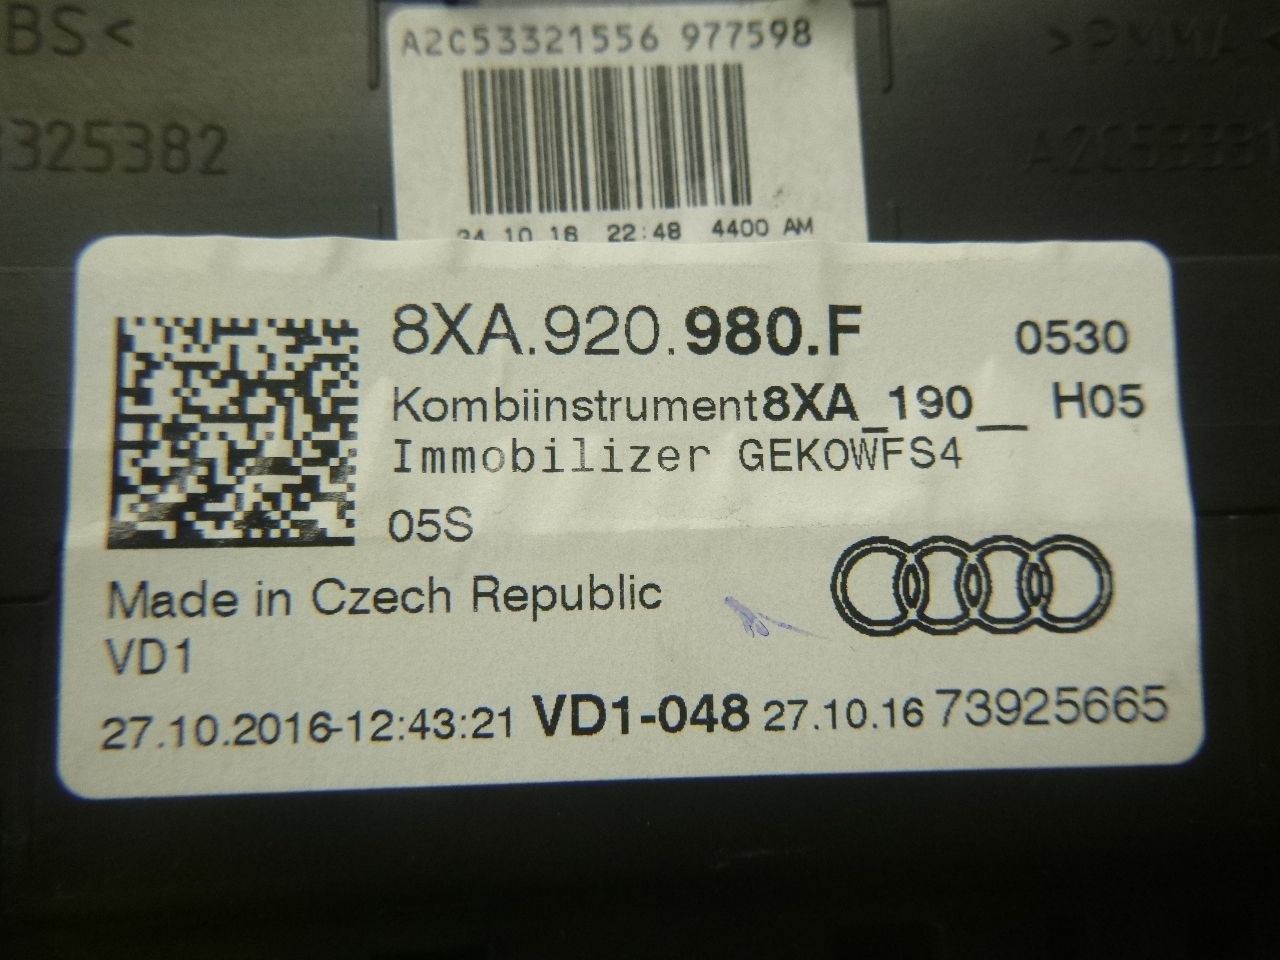 BS<
>PMMA<
325382
A2C53321556 977598
24 10 16 22:48 4400 AM
8XA.920.980.F 0530
Kombiinstrument8XA_190__ H05
Immobilizer GEKOWFS4
05S
Made in Czech Republic
VD1
27.10.2016-12:43:21 VD1-048 27.10.16 73925665